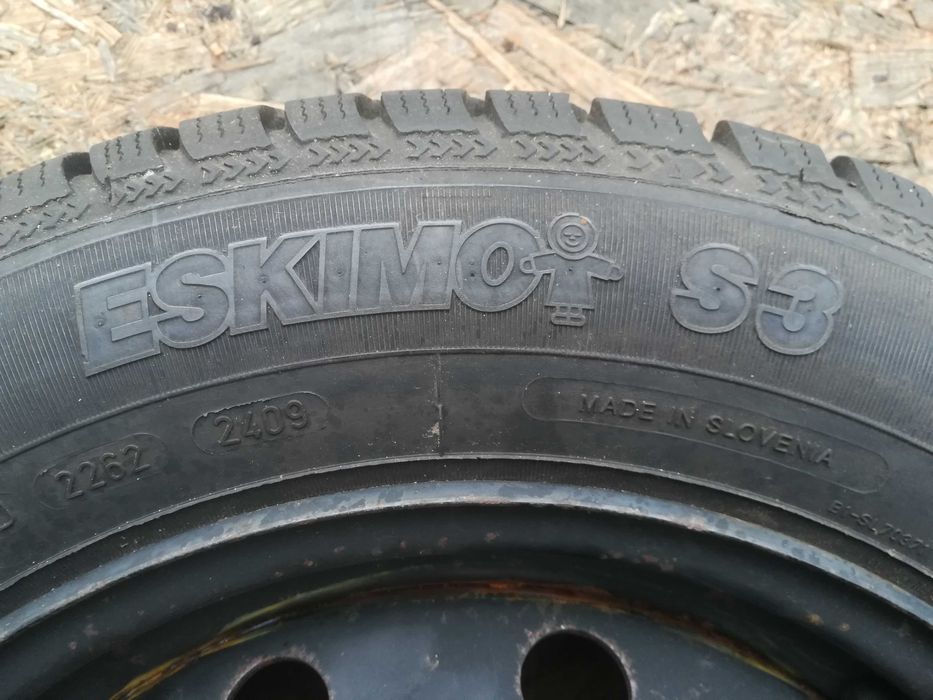 ESKIMO S3
2262 2409
MADE IN SLOVENIA